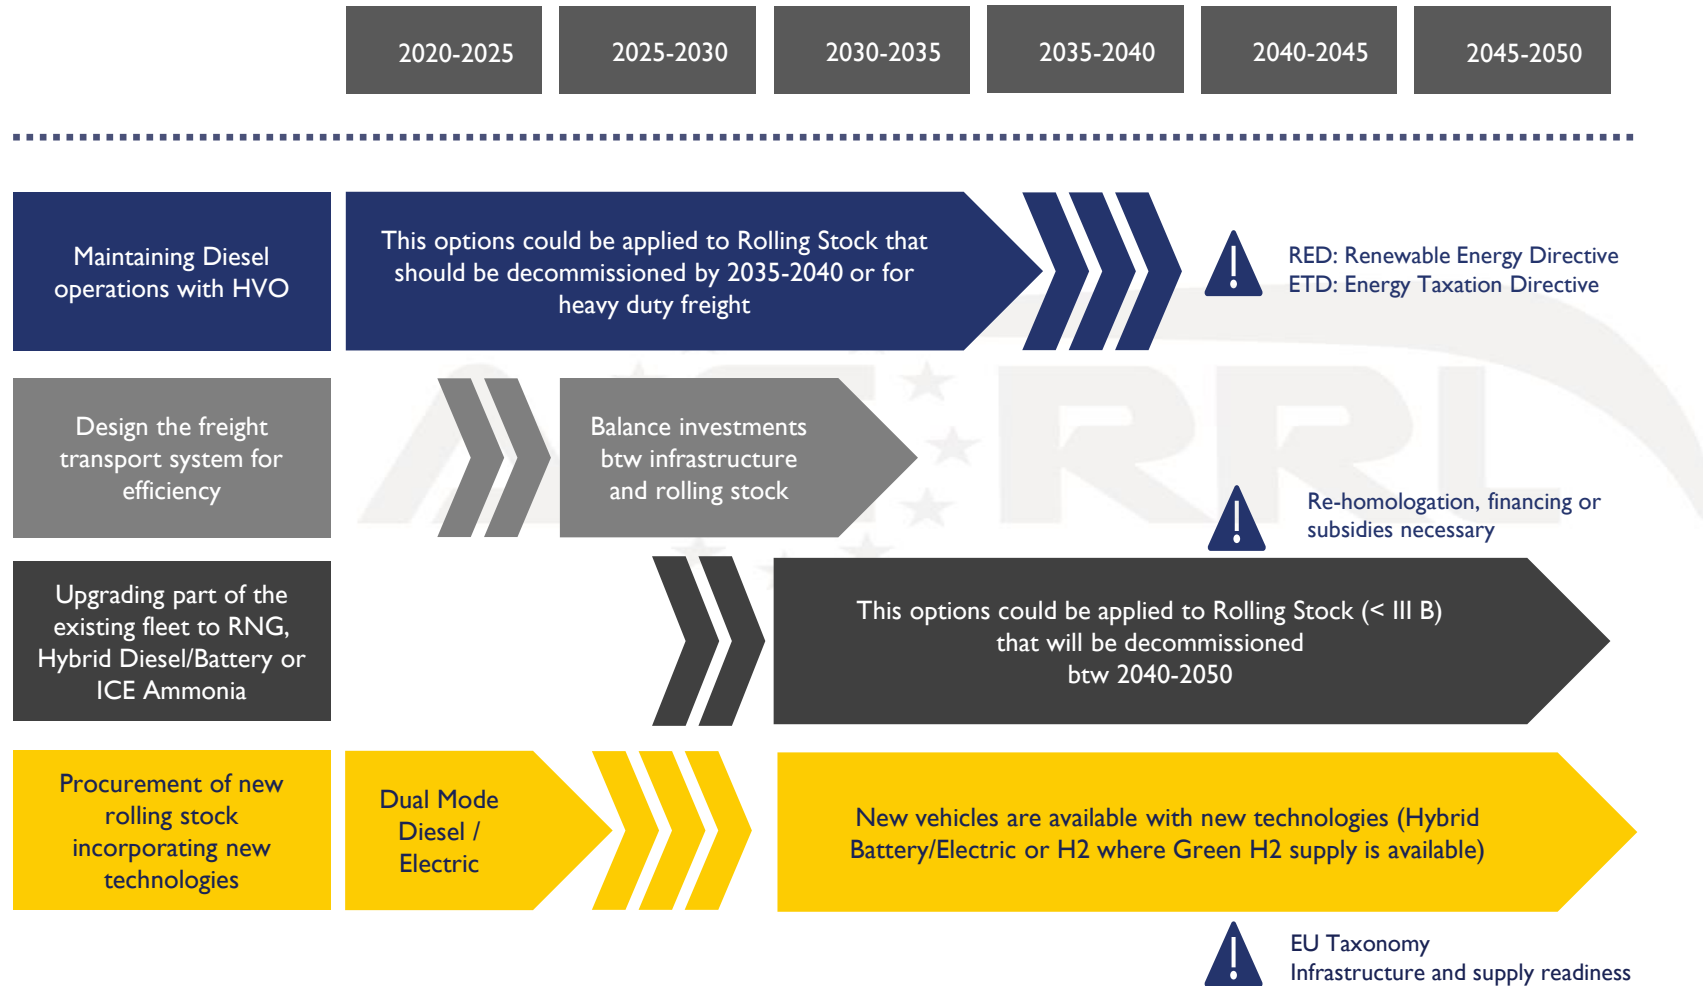 2020-2025
2025-2030
2030-2035
2035-2040
2040-2045
2045-2050
Maintaining Diesel
operations with HVO
This options could be applied to Rolling Stock that
should be decommissioned by 2035-2040 or for
heavy duty freight
RED: Renewable Energy Directive
ETD: Energy Taxation Directive
Design the freight
transport system for
efficiency
Balance investments
btw infrastructure
and rolling stock
Re-homologation, financing or
subsidies necessary
Upgrading part of the
existing fleet to RNG,
Hybrid Diesel/Battery or
ICE Ammonia
This options could be applied to Rolling Stock (< III B)
that will be decommissioned
btw 2040-2050
Procurement of new
rolling stock
incorporating new
technologies
Dual Mode
Diesel /
Electric
New vehicles are available with new technologies (Hybrid
Battery/Electric or H2 where Green H2 supply is available)
EU Taxonomy
Infrastructure and supply readiness